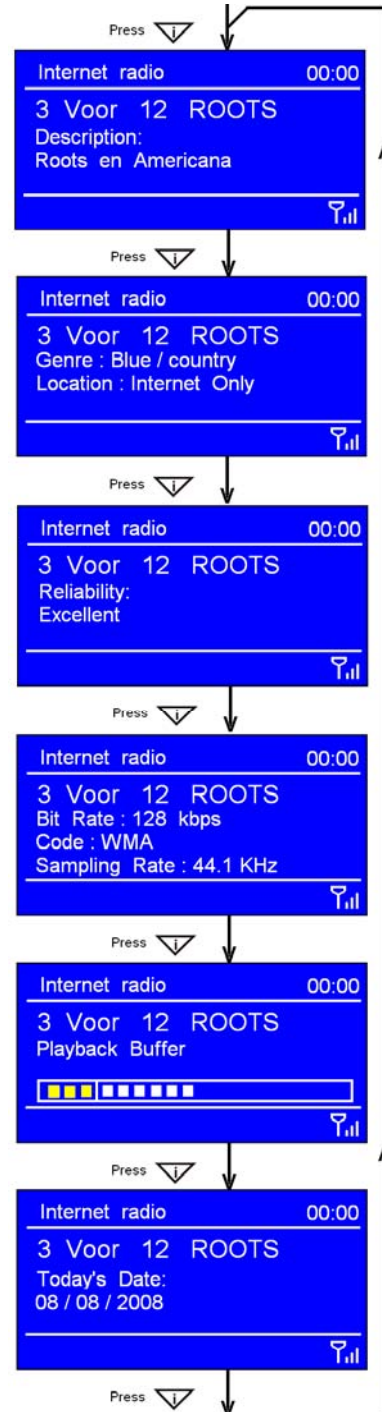 Press i
Internet radio 00:00
3 Voor 12 ROOTS
Description:
Roots en Americana
Press i
Internet radio 00:00
3 Voor 12 ROOTS
Genre : Blue / country
Location : Internet Only
Press i
Internet radio 00:00
3 Voor 12 ROOTS
Reliability:
Excellent
Press i
Internet radio 00:00
3 Voor 12 ROOTS
Bit Rate : 128 kbps
Code : WMA
Sampling Rate : 44.1 KHz
Press i
Internet radio 00:00
3 Voor 12 ROOTS
Playback Buffer
Press i
Internet radio 00:00
3 Voor 12 ROOTS
Today's Date:
08 / 08 / 2008
Press i